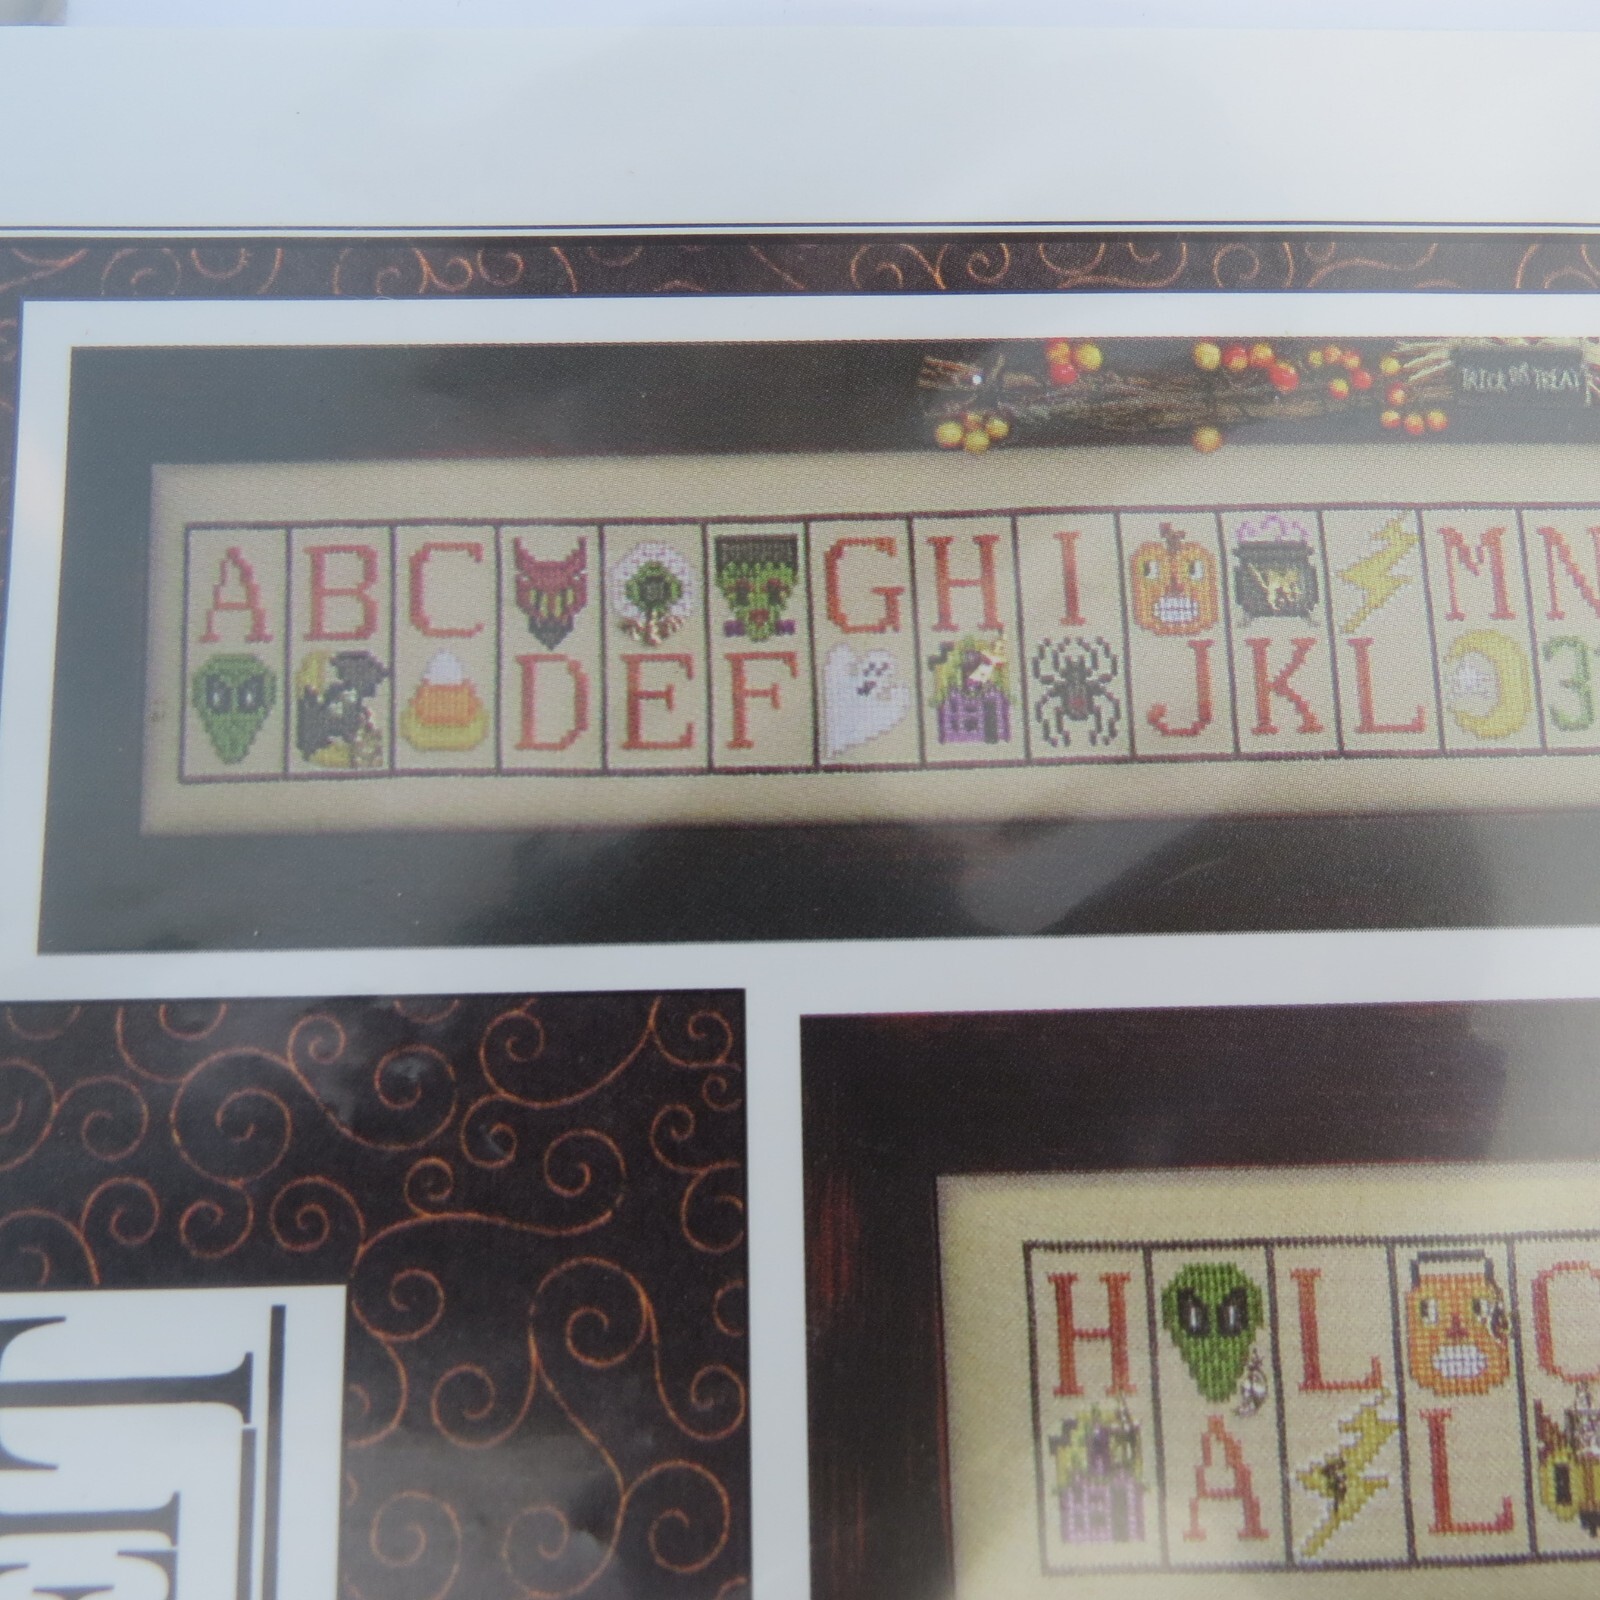 TRICK OR TREAT
A B C G H I M N
D E F J K L
H L
A L